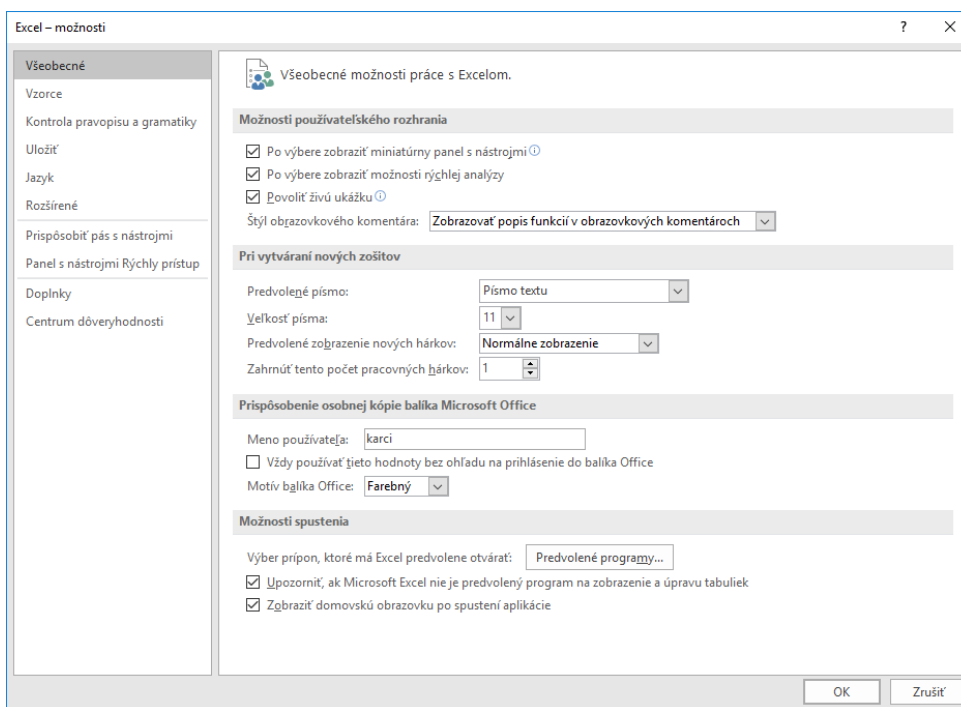 Excel – možnosti ?
Všeobecné
Vzorce
Kontrola pravopisu a gramatiky
Uložiť
Jazyk
Rozšírené
Prispôsobiť pás s nástrojmi
Panel s nástrojmi Rýchly prístup
Doplnky
Centrum dôveryhodnosti
Všeobecné možnosti práce s Excelom.
Možnosti používateľského rozhrania
Po výbere zobraziť miniatúrny panel s nástrojmi
Po výbere zobraziť možnosti rýchlej analýzy
Povoliť živú ukážku
Štýl obrazovkového komentára: Zobrazovať popis funkcií v obrazovkových komentároch
Pri vytváraní nových zošitov
Predvolené písmo: Písmo textu
Veľkosť písma: 11
Predvolené zobrazenie nových hárkov: Normálne zobrazenie
Zahrnúť tento počet pracovných hárkov: 1
Prispôsobenie osobnej kópie balíka Microsoft Office
Meno používateľa: karci
Vždy používať tieto hodnoty bez ohľadu na prihlásenie do balíka Office
Motív balíka Office: Farebný
Možnosti spustenia
Výber prípon, ktoré má Excel predvolene otvárať: Predvolené programy...
Upozorniť, ak Microsoft Excel nie je predvolený program na zobrazenie a úpravu tabuliek
Zobraziť domovskú obrazovku po spustení aplikácie
OK Zrušiť